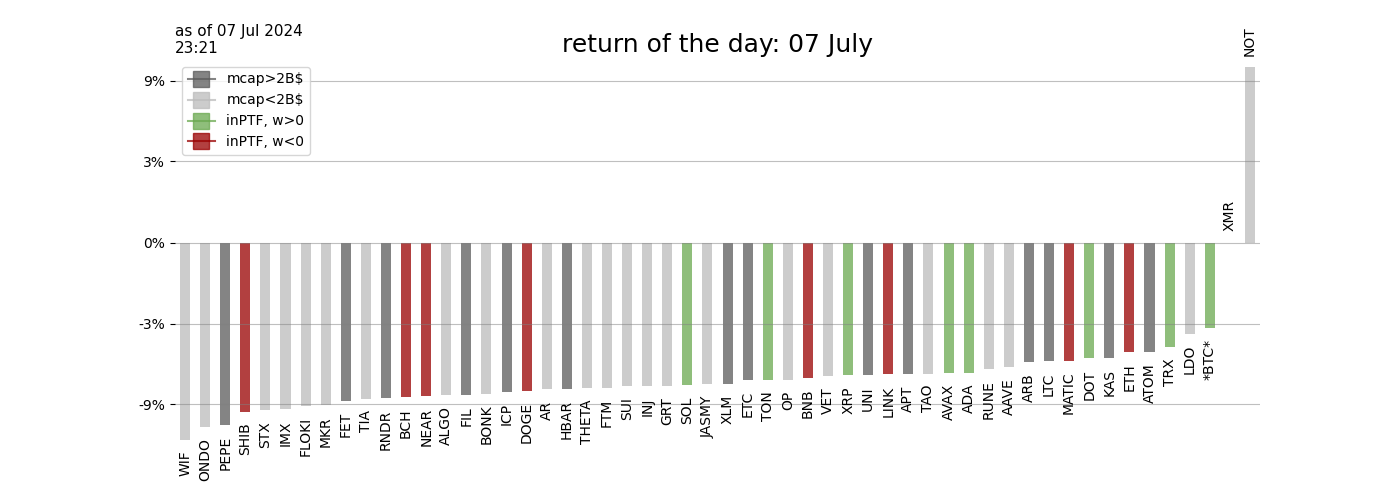 as of 07 Jul 2024
23:21
return of the day: 07 July
mcap>2B$
mcap<2B$
inPTF, w>0
inPTF, w<0
9%
3%
0%
-3%
-9%
WIF
ONDO
PEPE
SHIB
STX
IMX
FLOKI
MKR
FET
TIA
RNDR
BCH
NEAR
ALGO
FIL
BONK
ICP
DOGE
AR
HBAR
THETA
FTM
SUI
INJ
GRT
SOL
JASMY
XLM
ETC
TON
OP
BNB
VET
XRP
UNI
LINK
APT
TAO
AVAX
ADA
RUNE
AAVE
ARB
LTC
MATIC
DOT
KAS
ETH
ATOM
TRX
LDO
*BTC*
XMR
NOT